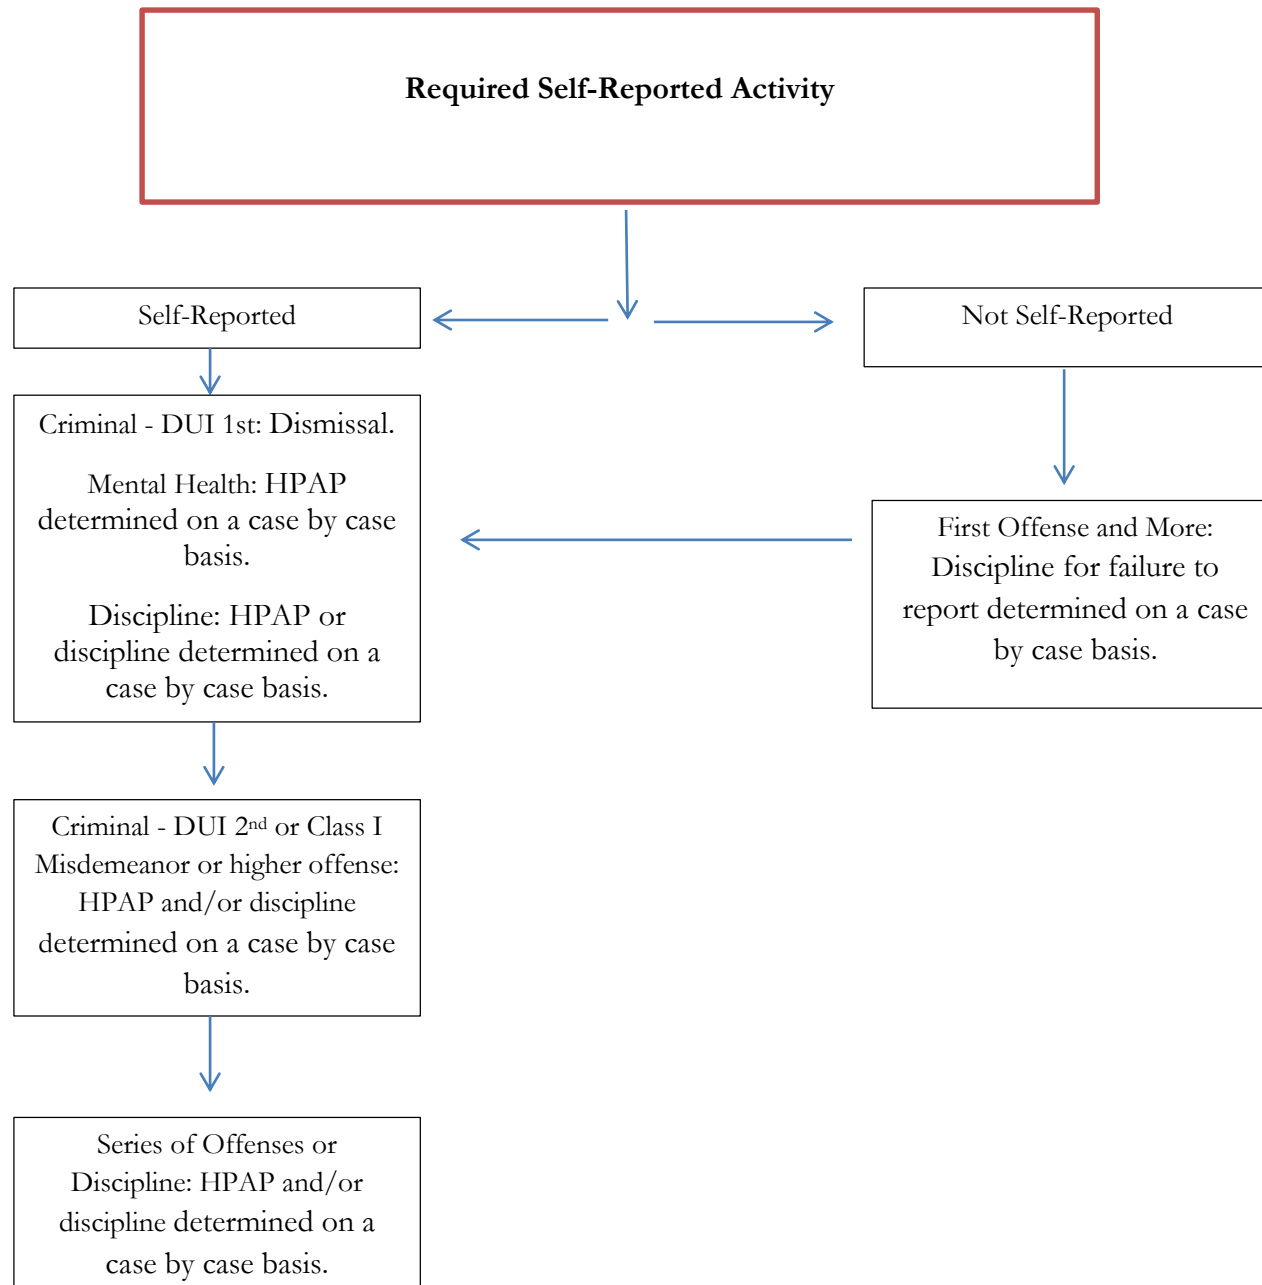 Required Self-Reported Activity
Self-Reported
Not Self-Reported
Criminal - DUI 1st: Dismissal.
Mental Health: HPAP
determined on a case by case
basis.
Discipline: HPAP or
discipline determined on a
case by case basis.
First Offense and More:
Discipline for failure to
report determined on a case
by case basis.
Criminal - DUI 2nd or Class I
Misdemeanor or higher offense:
HPAP and/or discipline
determined on a case by case
basis.
Series of Offenses or
Discipline: HPAP and/or
discipline determined on a
case by case basis.